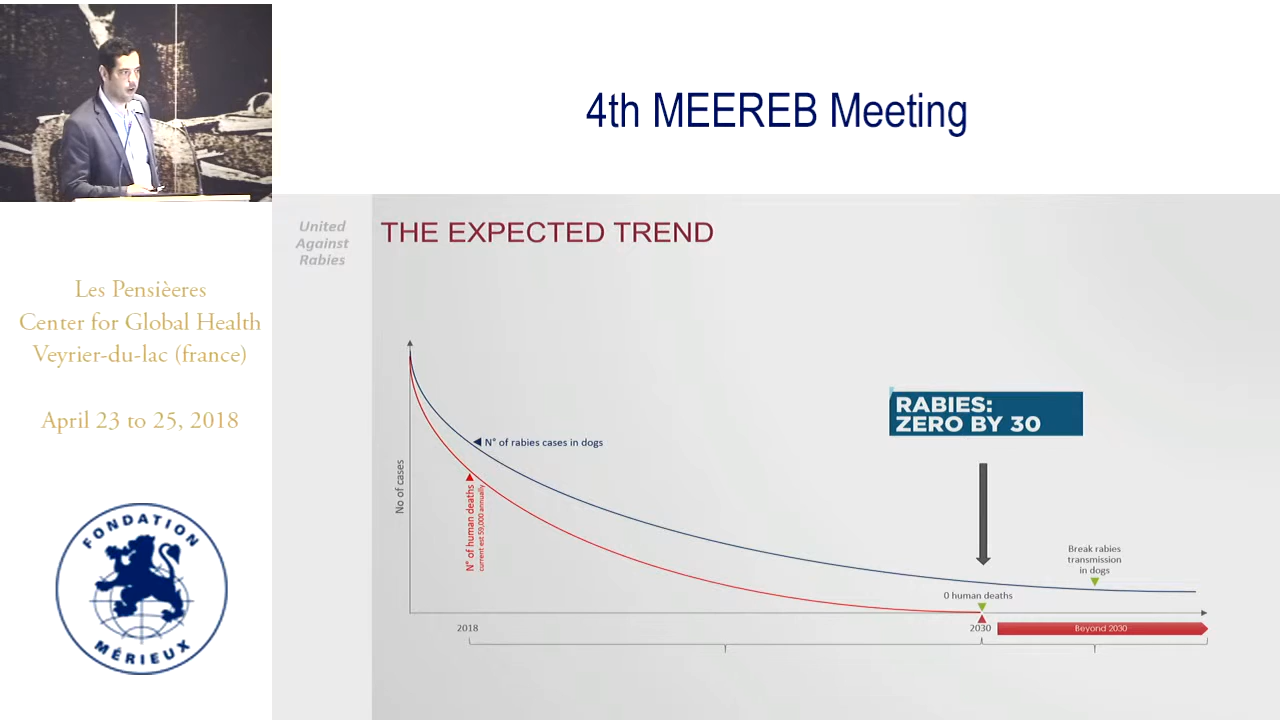 4th MEEREB Meeting
United
Against
Rabies
THE EXPECTED TREND
Les Pensièeres
Center for Global Health
Veyrier-du-lac (france)
April 23 to 25, 2018
FONDATION
MÉRIEUX
No of cases
N° of rabies cases in dogs
N° of human deaths
current est 59,000 annually
RABIES:
ZERO BY 30
Break rabies
transmission
in dogs
0 human deaths
2018
2030
Beyond 2030